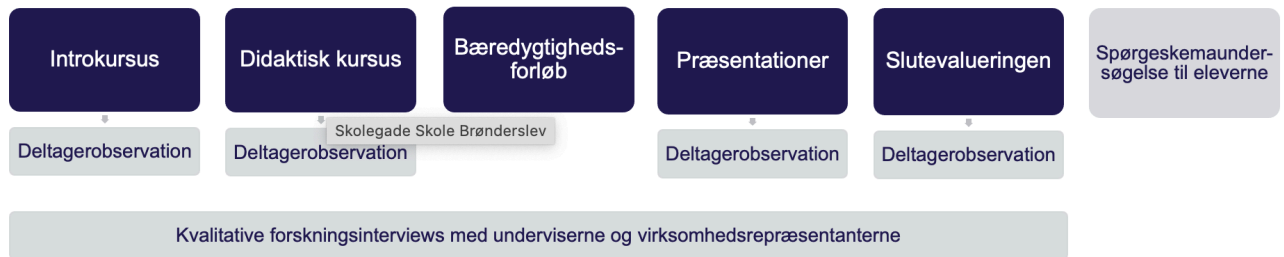 Introkursus
Didaktisk kursus
Bæredygtigheds-
forløb
Præsentationer
Slutevalueringen
Spørgeskemaunder-
søgelse til eleverne
Skolegade Skole Brønderslev
Deltagerobservation
Deltagerobservation
Deltagerobservation
Deltagerobservation
Kvalitative forskningsinterviews med underviserne og virksomhedsrepræsentanterne